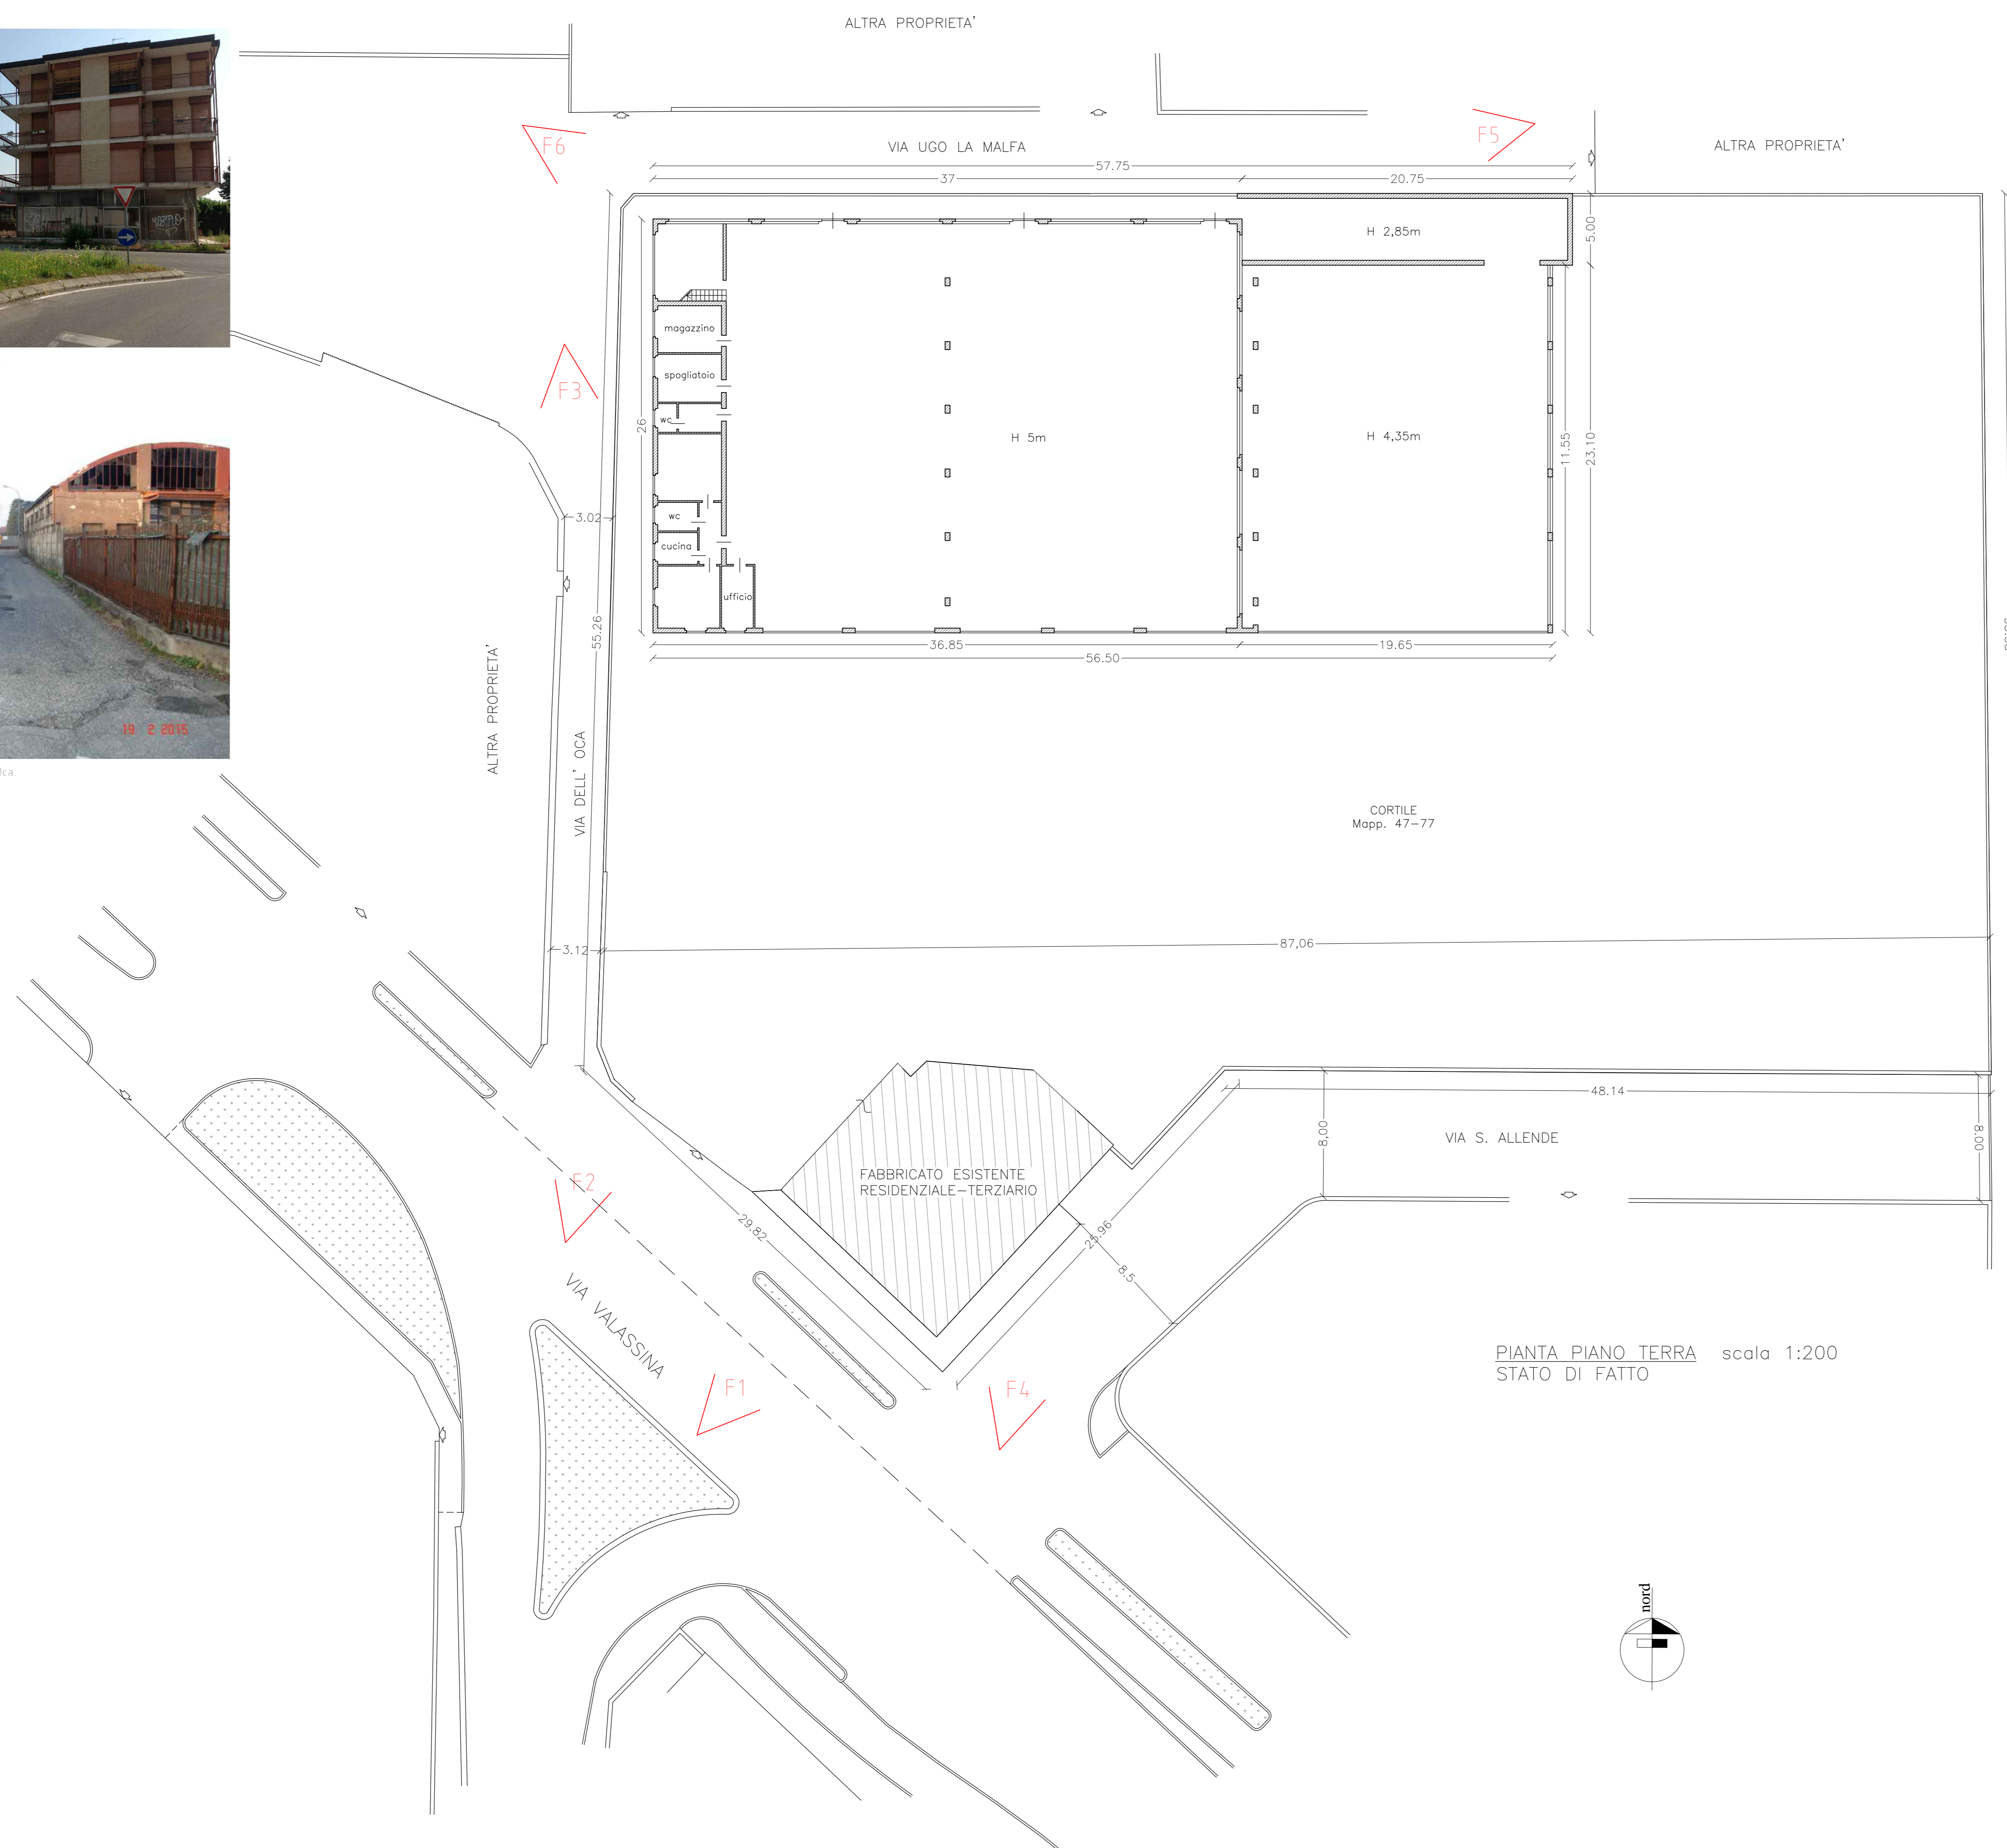 ALTRA PROPRIETA'
F6
F5
VIA UGO LA MALFA
ALTRA PROPRIETA'
57.75
37
20.75
H 2,85m
5.00
magazzino
F3
spogliatoio
wc
26
H 5m
H 4,35m
11.55
23.10
3.02
wc
cucina
ufficio
55.26
36.85
19.65
56.50
ALTRA PROPRIETA'
VIA DELL' OCA
19 2 2015
Oca
CORTILE
Mapp. 47-77
3.12
87,06
48.14
8,00
VIA S. ALLENDE
8.00
FABBRICATO ESISTENTE
RESIDENZIALE-TERZIARIO
F2
29.82
25.96
8.5
VIA VALASSINA
F1
F4
PIANTA PIANO TERRA scala 1:200
STATO DI FATTO
nord